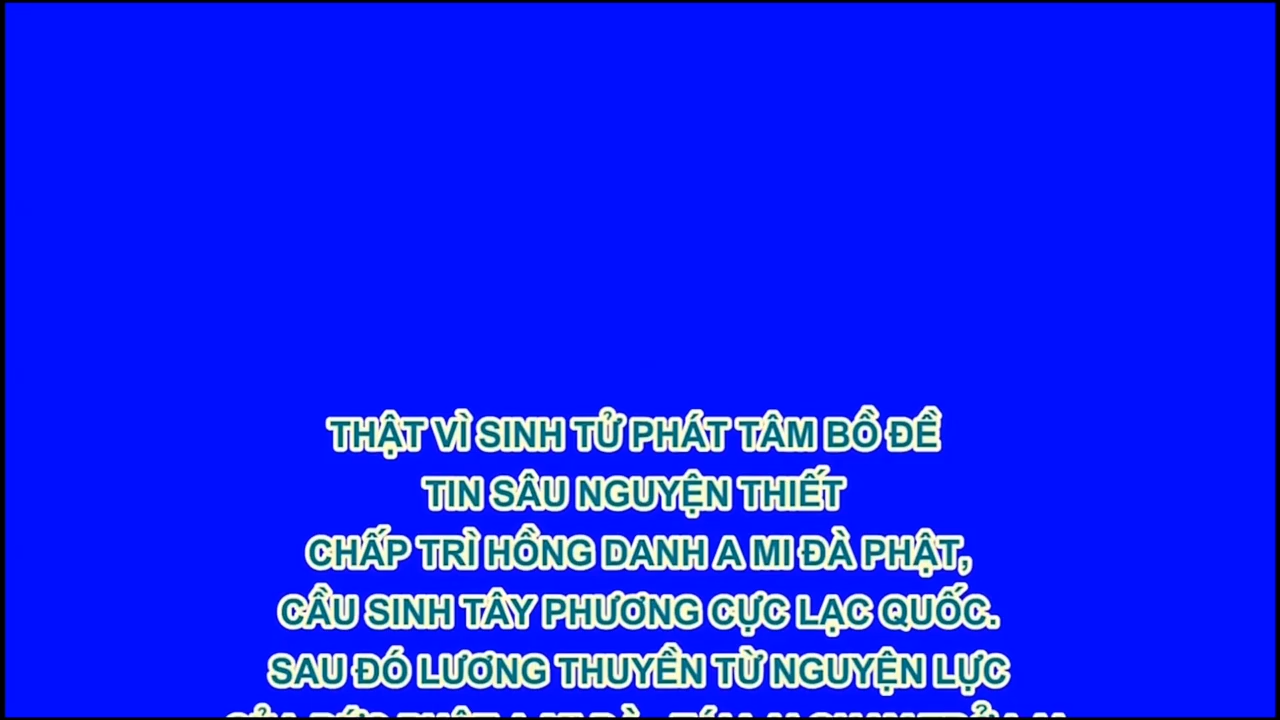 THẬT VÌ SINH TỬ PHÁT TÂM BỒ ĐỀ
TIN SÂU NGUYỆN THIẾT
CHẤP TRÌ HỒNG DANH A MI ĐÀ PHẬT,
CẦU SINH TÂY PHƯƠNG CỰC LẠC QUỐC.
SAU ĐÓ LƯƠNG THUYỀN TỪ NGUYỆN LỰC